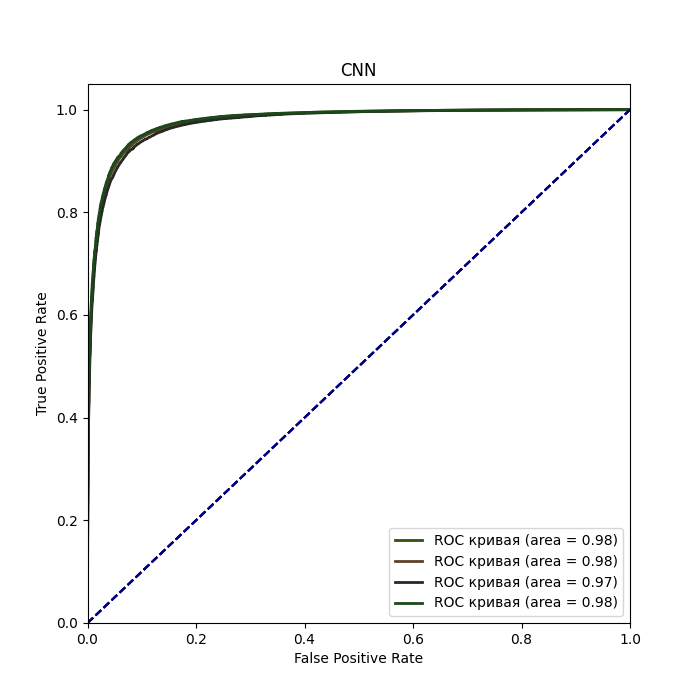 CNN
True Positive Rate
1.0
0.8
0.6
0.4
0.2
0.0
ROC кривая (area = 0.98)
ROC кривая (area = 0.98)
ROC кривая (area = 0.97)
ROC кривая (area = 0.98)
0.0 0.2 0.4 0.6 0.8 1.0
False Positive Rate